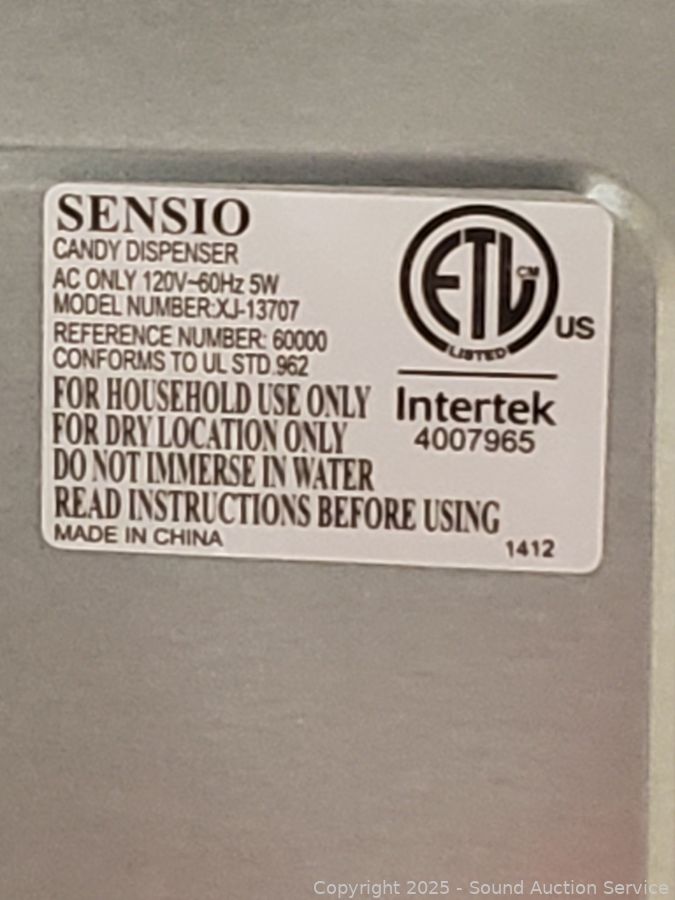 SENSIO
CANDY DISPENSER
AC ONLY 120V~60Hz 5W
MODEL NUMBER:XJ-13707
REFERENCE NUMBER: 60000
CONFORMS TO UL STD.962
FOR HOUSEHOLD USE ONLY
FOR DRY LOCATION ONLY
DO NOT IMMERSE IN WATER
READ INSTRUCTIONS BEFORE USING
MADE IN CHINA
ETL CM
LISTED
US
Intertek
4007965
1412
Copyright 2025 - Sound Auction Service